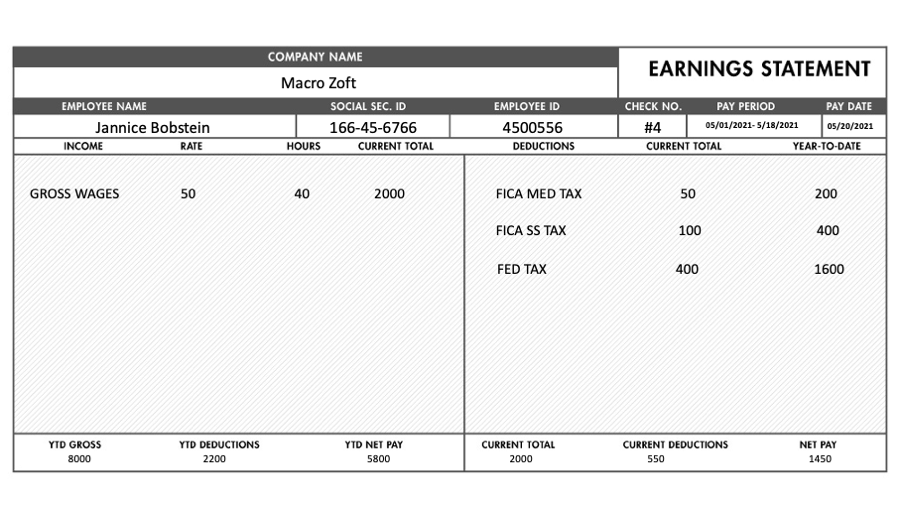 COMPANY NAME
Macro Zoft
EARNINGS STATEMENT
EMPLOYEE NAME SOCIAL SEC. ID EMPLOYEE ID CHECK NO. PAY PERIOD PAY DATE
Jannice Bobstein 166-45-6766 4500556 #4 05/01/2021- 5/18/2021 05/20/2021
INCOME RATE HOURS CURRENT TOTAL DEDUCTIONS CURRENT TOTAL YEAR-TO-DATE
GROSS WAGES 50 40 2000 FICA MED TAX 50 200
FICA SS TAX 100 400
FED TAX 400 1600
YTD GROSS YTD DEDUCTIONS YTD NET PAY CURRENT TOTAL CURRENT DEDUCTIONS NET PAY
8000 2200 5800 2000 550 1450